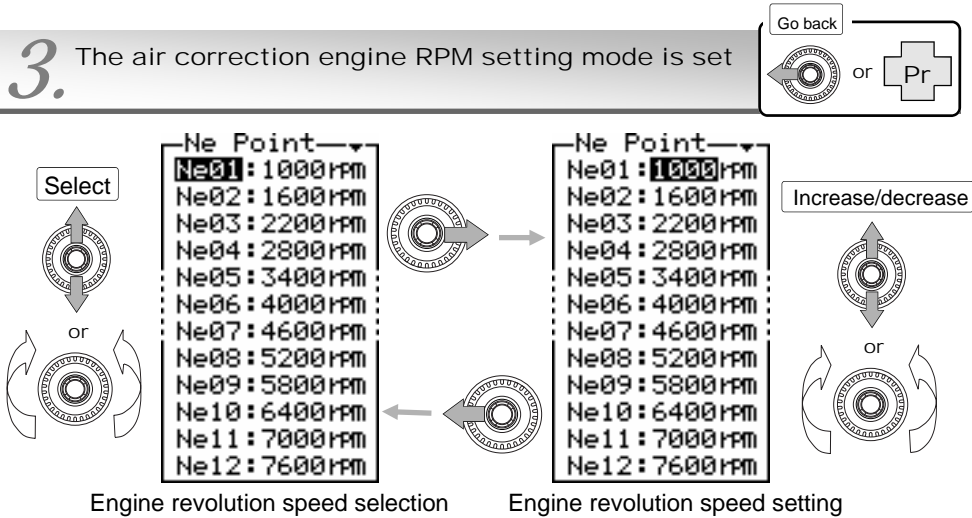 3. The air correction engine RPM setting mode is set
Go back
or Pr
Select
or
Ne Point
Ne01:1000rpm
Ne02:1600rpm
Ne03:2200rpm
Ne04:2800rpm
Ne05:3400rpm
Ne06:4000rpm
Ne07:4600rpm
Ne08:5200rpm
Ne09:5800rpm
Ne10:6400rpm
Ne11:7000rpm
Ne12:7600rpm
Engine revolution speed selection
Ne Point
Ne01:1000rpm
Ne02:1600rpm
Ne03:2200rpm
Ne04:2800rpm
Ne05:3400rpm
Ne06:4000rpm
Ne07:4600rpm
Ne08:5200rpm
Ne09:5800rpm
Ne10:6400rpm
Ne11:7000rpm
Ne12:7600rpm
Engine revolution speed setting
Increase/decrease
or